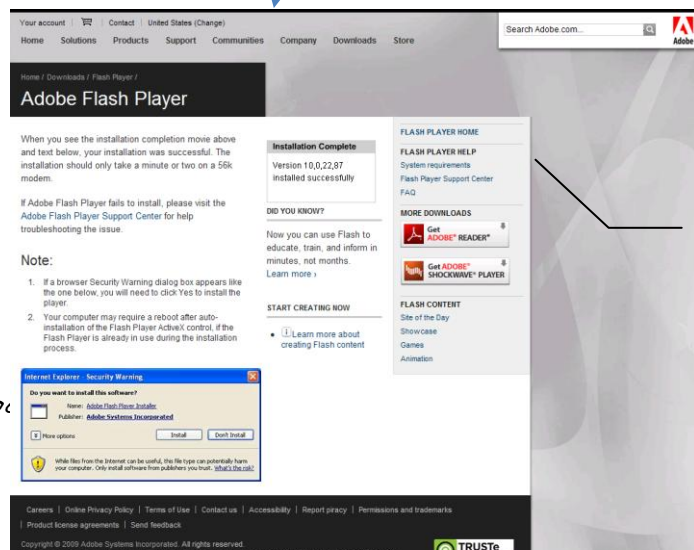 Your account | Contact | United States (Change)
Home Solutions Products Support Communities Company Downloads Store
Search Adobe.com...
Adobe
Home / Downloads / Flash Player /
Adobe Flash Player
When you see the installation completion movie above
and text below, your installation was successful. The
installation should only take a minute or two on a 56k
modem.
If Adobe Flash Player fails to install, please visit the
Adobe Flash Player Support Center for help
troubleshooting the issue.
Note:
1. If a browser Security Warning dialog box appears like
the one below, you will need to click Yes to install the
player.
2. Your computer may require a reboot after auto-
installation of the Flash Player ActiveX control, if the
Flash Player is already in use during the installation
process.
Internet Explorer - Security Warning
Do you want to install this software?
Name: Adobe Flash Player Installer
Publisher: Adobe Systems Incorporated
More options Install Don't Install
While files from the Internet can be useful, this file type can potentially harm
your computer. Only install software from publishers you trust. What's the risk?
Installation Complete
Version 10,0,22,87
installed successfully
DID YOU KNOW?
Now you can use Flash to
educate, train, and inform in
minutes, not months.
Learn more ›
START CREATING NOW
• Learn more about
creating Flash content
FLASH PLAYER HOME
FLASH PLAYER HELP
System requirements
Flash Player Support Center
FAQ
MORE DOWNLOADS
Get
ADOBE® READER®
Get ADOBE®
SHOCKWAVE® PLAYER
FLASH CONTENT
Site of the Day
Showcase
Games
Animation
Careers | Online Privacy Policy | Terms of Use | Contact us | Accessibility | Report piracy | Permissions and trademarks
| Product license agreements | Send feedback
Copyright © 2009 Adobe Systems Incorporated. All rights reserved.
TRUSTe